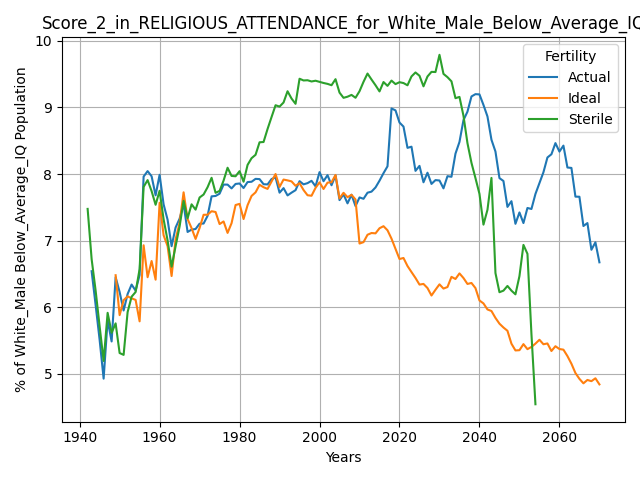 Score_2_in_RELIGIOUS_ATTENDANCE_for_White_Male_Below_Average_IQ
% of White_Male Below_Average_IQ Population
10
9
8
7
6
5
Fertility
Actual
Ideal
Sterile
1940 1960 1980 2000 2020 2040 2060
Years